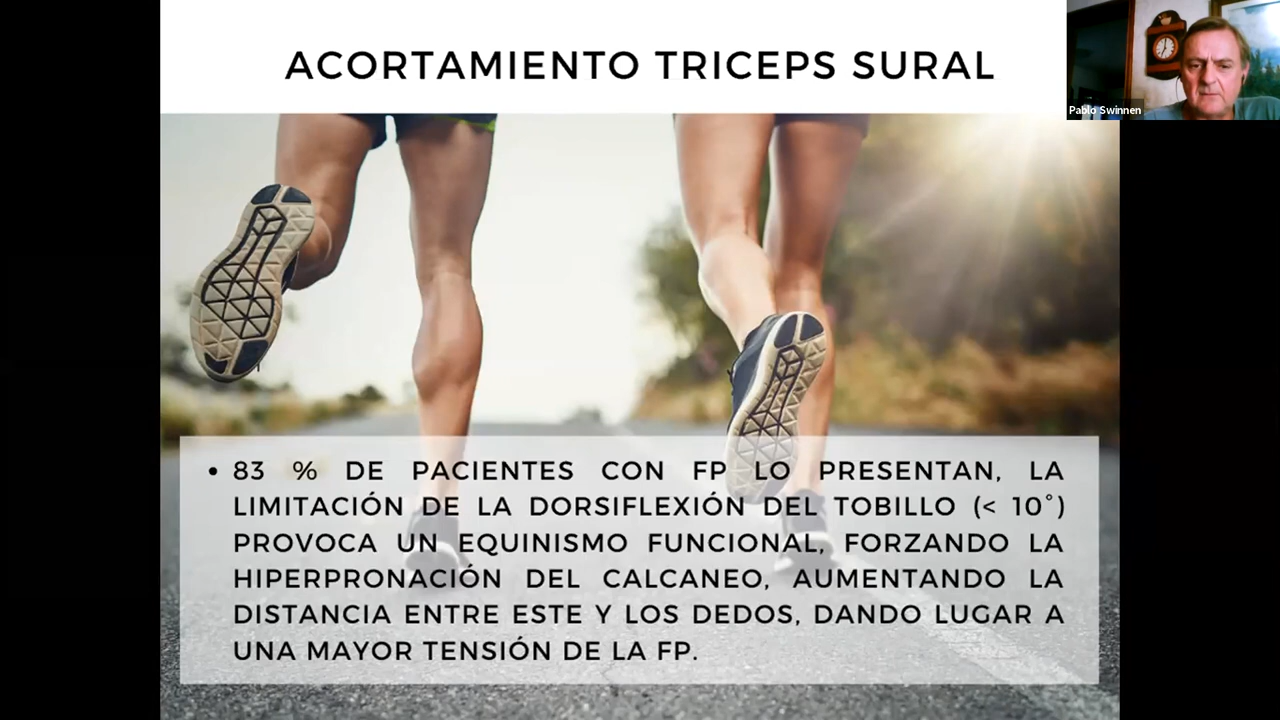 ACORTAMIENTO TRICEPS SURAL
Pablo Swinnen
• 83 % DE PACIENTES CON FP LO PRESENTAN, LA
LIMITACIÓN DE LA DORSIFLEXIÓN DEL TOBILLO (< 10°)
PROVOCA UN EQUINISMO FUNCIONAL, FORZANDO LA
HIPERPRONACIÓN DEL CALCANEO, AUMENTANDO LA
DISTANCIA ENTRE ESTE Y LOS DEDOS, DANDO LUGAR A
UNA MAYOR TENSIÓN DE LA FP.